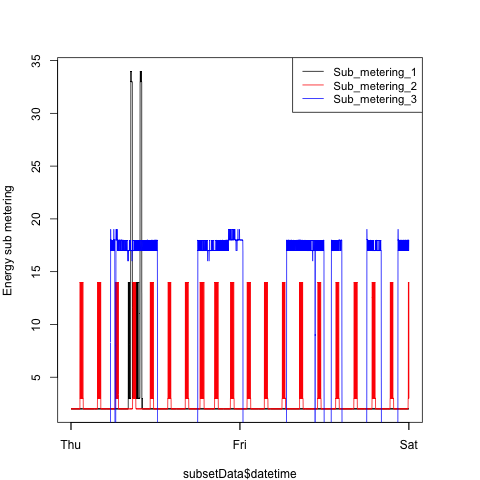 35
30
25
20
15
10
5
Energy sub metering
Sub_metering_1
Sub_metering_2
Sub_metering_3
Thu Fri Sat
subsetData$datetime